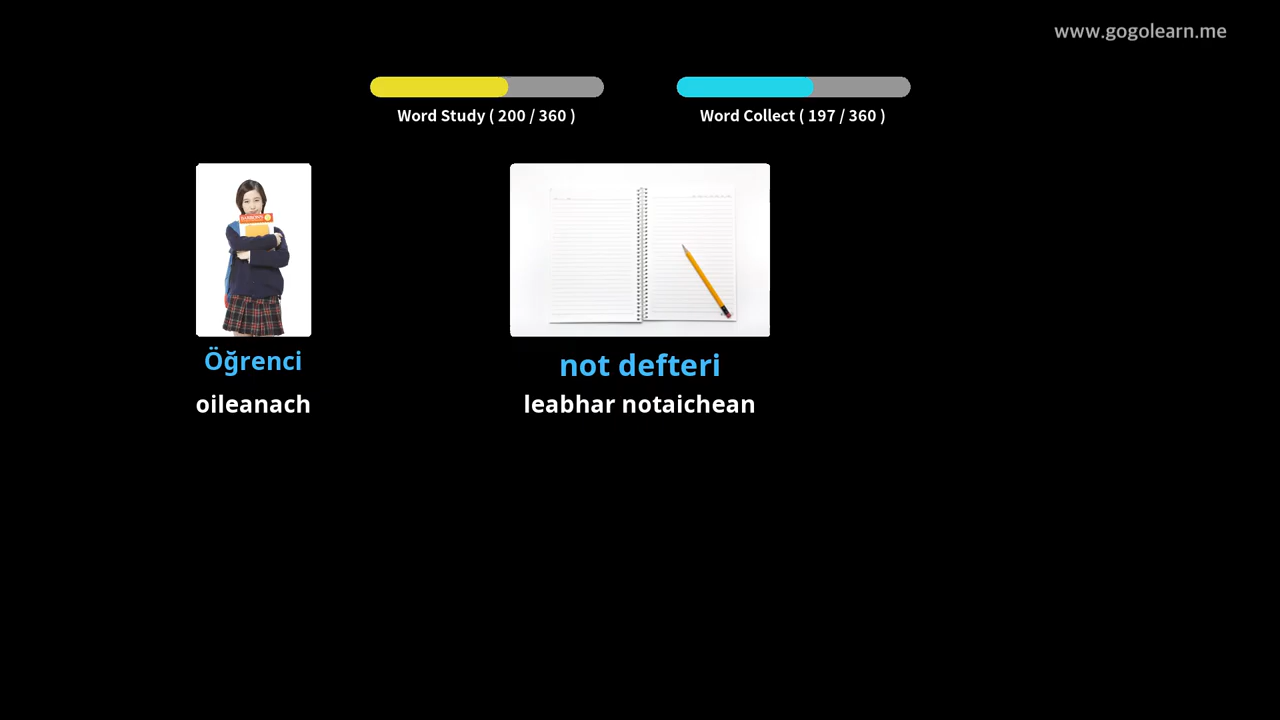 www.gogolearn.me
Word Study ( 200 / 360 )
Word Collect ( 197 / 360 )
Öğrenci
not defteri
oileanach
leabhar notaichean